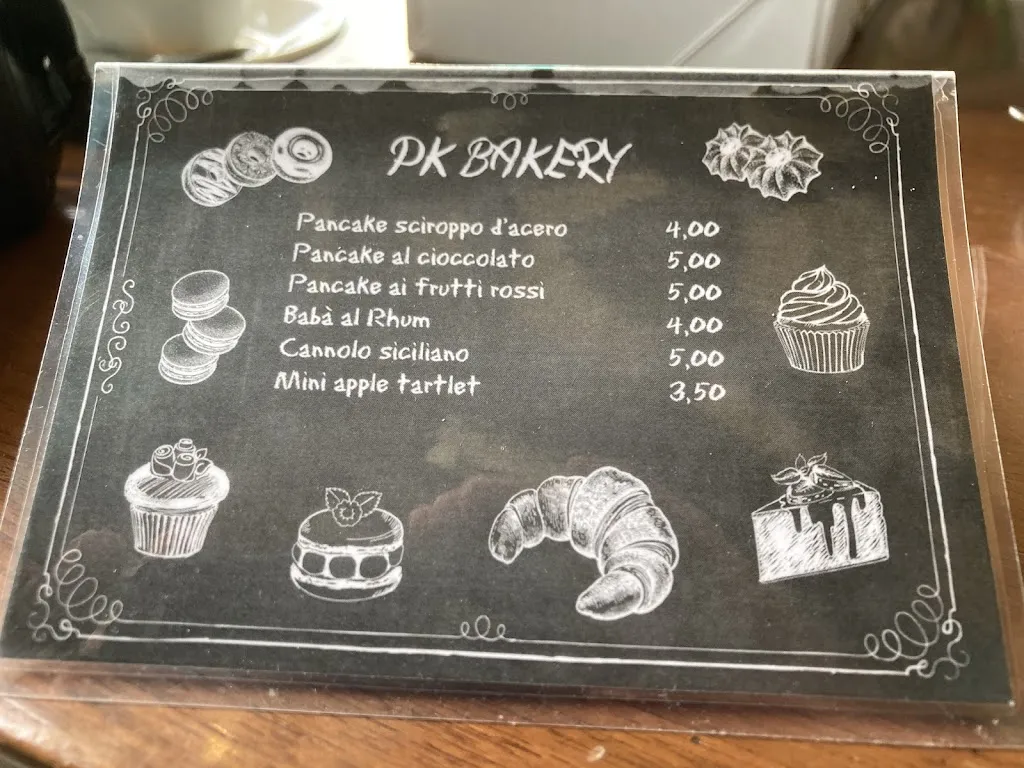 PK BAKERY
Pancake sciroppo d'acero 4,00
Pancake al cioccolato 5,00
Pancake ai frutti rossi 5,00
Babà al Rhum 4,00
Cannolo siciliano 5,00
Mini apple tartlet 3,50